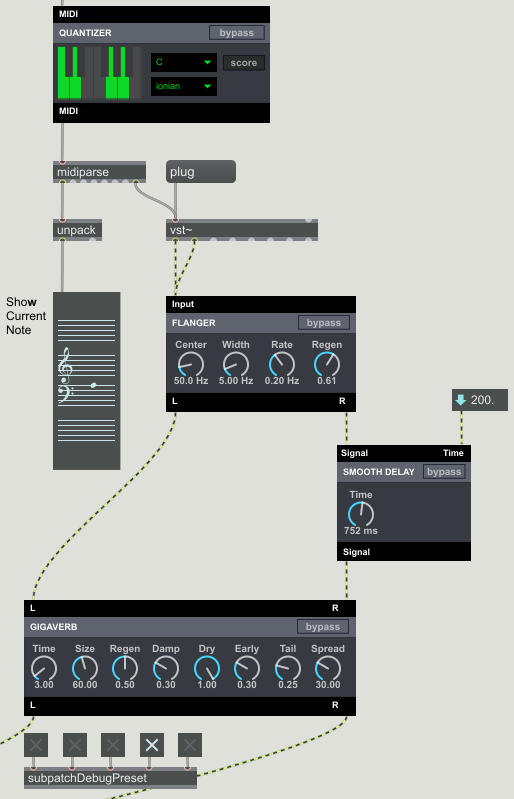 MIDI
QUANTIZER bypass
C score
ionian
MIDI
midiparse plug
unpack vst~
Show
Current
Note
Input
FLANGER bypass
Center Width Rate Regen
50.0 Hz 5.00 Hz 0.20 Hz 0.61
L R
200.
Signal Time
SMOOTH DELAY bypass
Time
752 ms
Signal
L R
GIGAVERB bypass
Time Size Regen Damp Dry Early Tail Spread
3.00 60.00 0.50 0.30 1.00 0.30 0.25 30.00
L R
subpatchDebugPreset